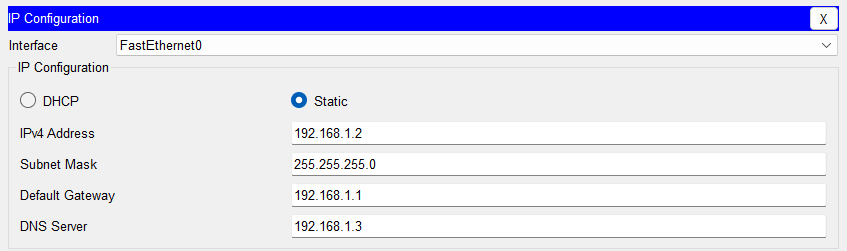 IP Configuration X
Interface FastEthernet0
IP Configuration
DHCP Static
IPv4 Address 192.168.1.2
Subnet Mask 255.255.255.0
Default Gateway 192.168.1.1
DNS Server 192.168.1.3